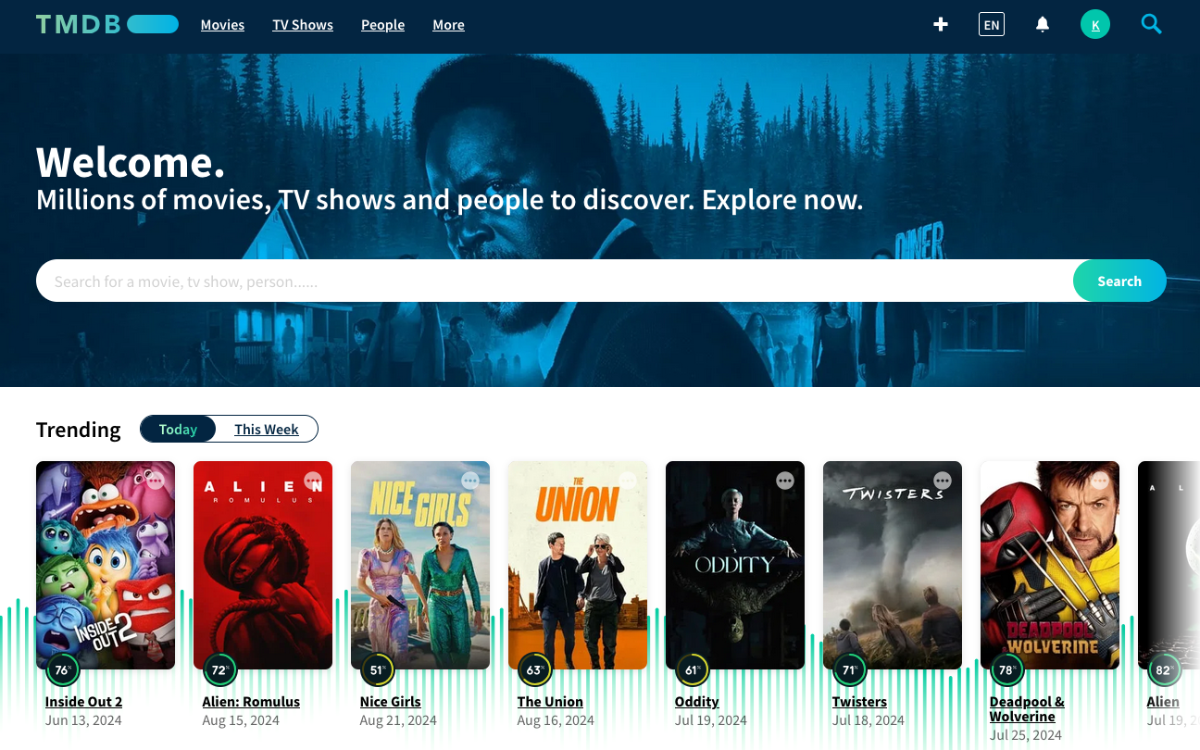 TMDB Movies TV Shows People More + EN K
Welcome.
Millions of movies, TV shows and people to discover. Explore now.
DINER
Search for a movie, tv show, person...... Search
Trending Today This Week
INSIDE OUT 2
ALIEN
ROMULUS
NICE GIRLS
THE UNION
ODDITY
TWISTERS
DEADPOOL
WOLVERINE
A L
76% 72% 51% 63% 61% 71% 78% 82%
Inside Out 2 Alien: Romulus Nice Girls The Union Oddity Twisters Deadpool & Wolverine Alien
Jun 13, 2024 Aug 15, 2024 Aug 21, 2024 Aug 16, 2024 Jul 19, 2024 Jul 18, 2024 Jul 25, 2024 Jul 19, 2